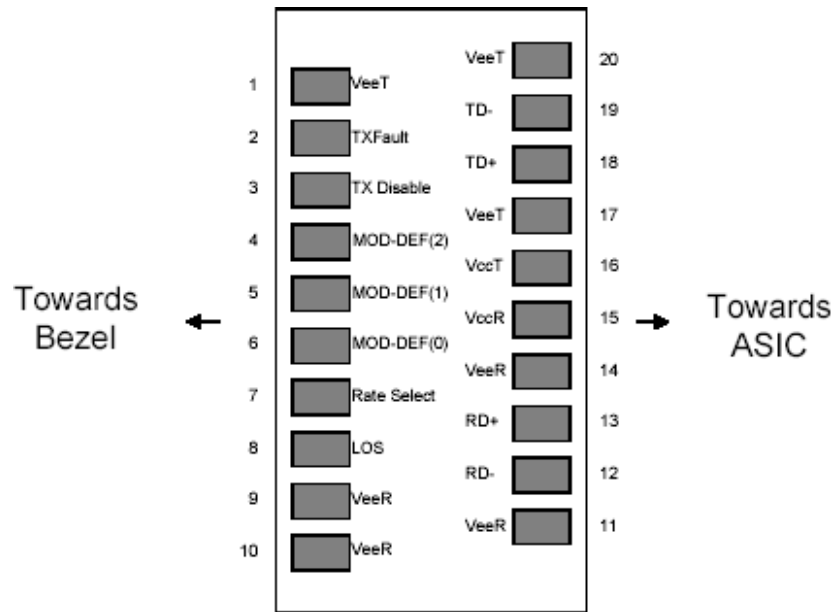 1 VeeT
2 TXFault
3 TX Disable
4 MOD-DEF(2)
5 MOD-DEF(1)
6 MOD-DEF(0)
7 Rate Select
8 LOS
9 VeeR
10 VeeR
VeeT 20
TD- 19
TD+ 18
VeeT 17
VccT 16
VccR 15
VeeR 14
RD+ 13
RD- 12
VeeR 11
Towards
Bezel
Towards
ASIC